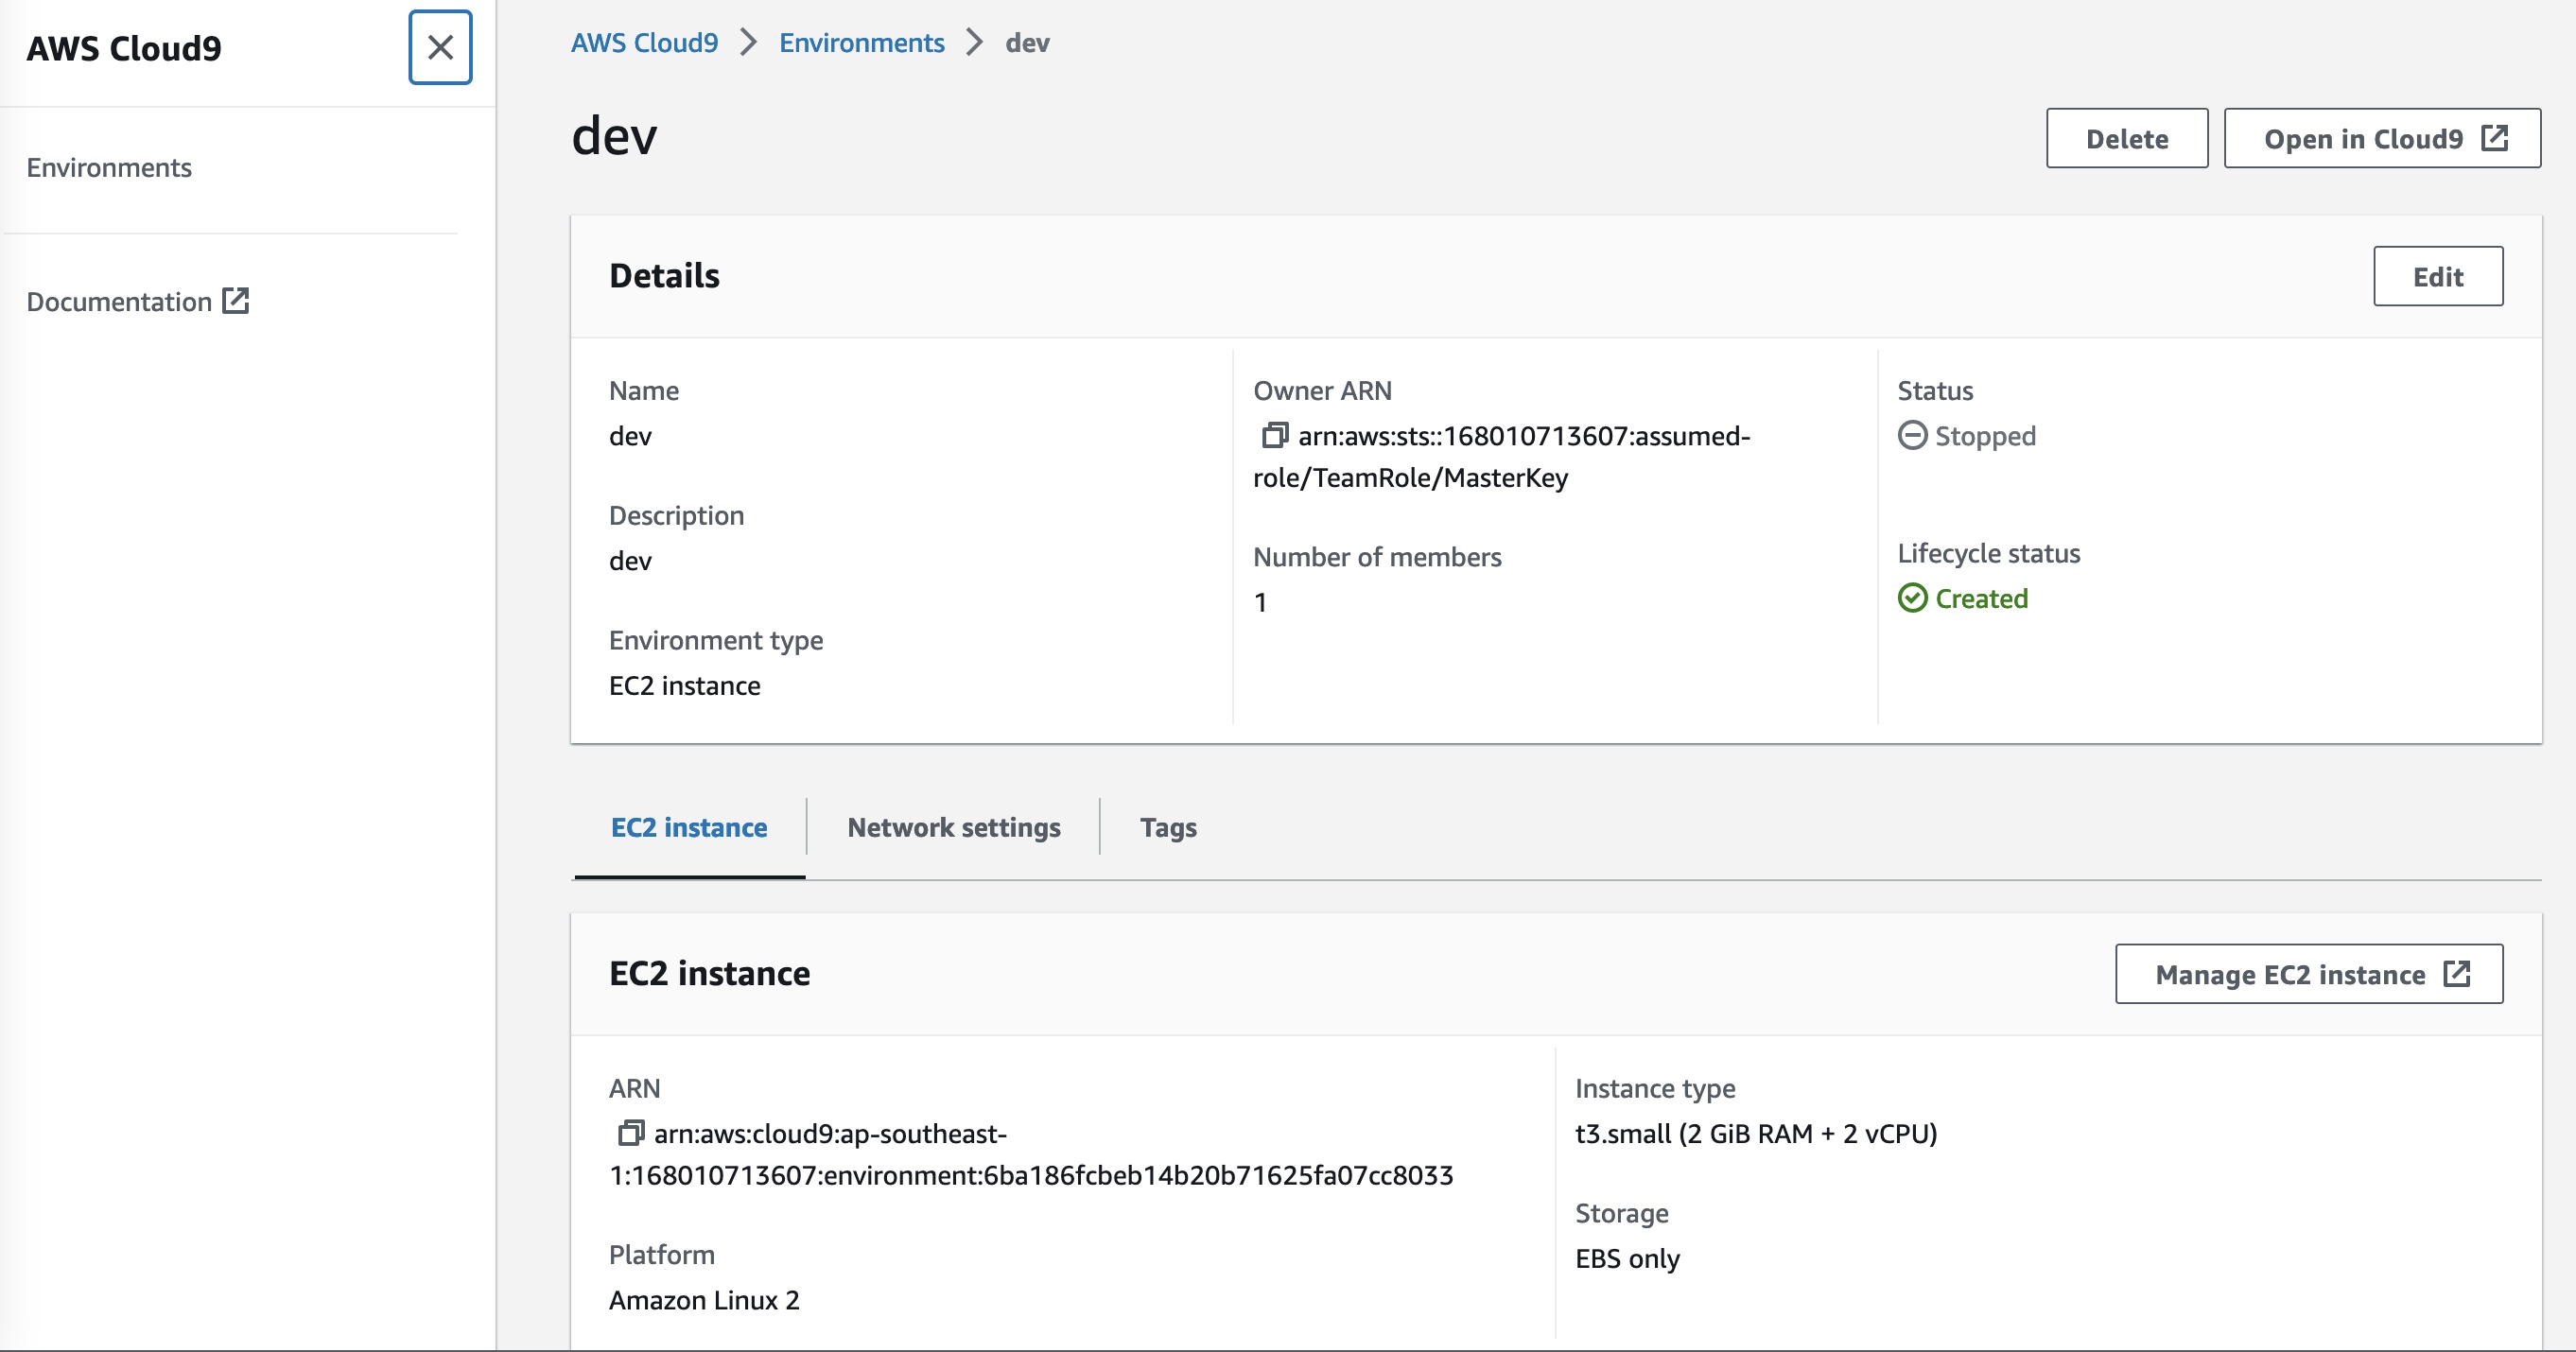 AWS Cloud9
Environments
Documentation
AWS Cloud9 > Environments > dev
dev
Delete
Open in Cloud9
Details
Edit
Name
dev
Description
dev
Environment type
EC2 instance
Owner ARN
arn:aws:sts::168010713607:assumed-
role/TeamRole/MasterKey
Number of members
1
Status
Stopped
Lifecycle status
Created
EC2 instance
Network settings
Tags
EC2 instance
Manage EC2 instance
ARN
arn:aws:cloud9:ap-southeast-
1:168010713607:environment:6ba186fcbeb14b20b71625fa07cc8033
Platform
Amazon Linux 2
Instance type
t3.small (2 GiB RAM + 2 vCPU)
Storage
EBS only